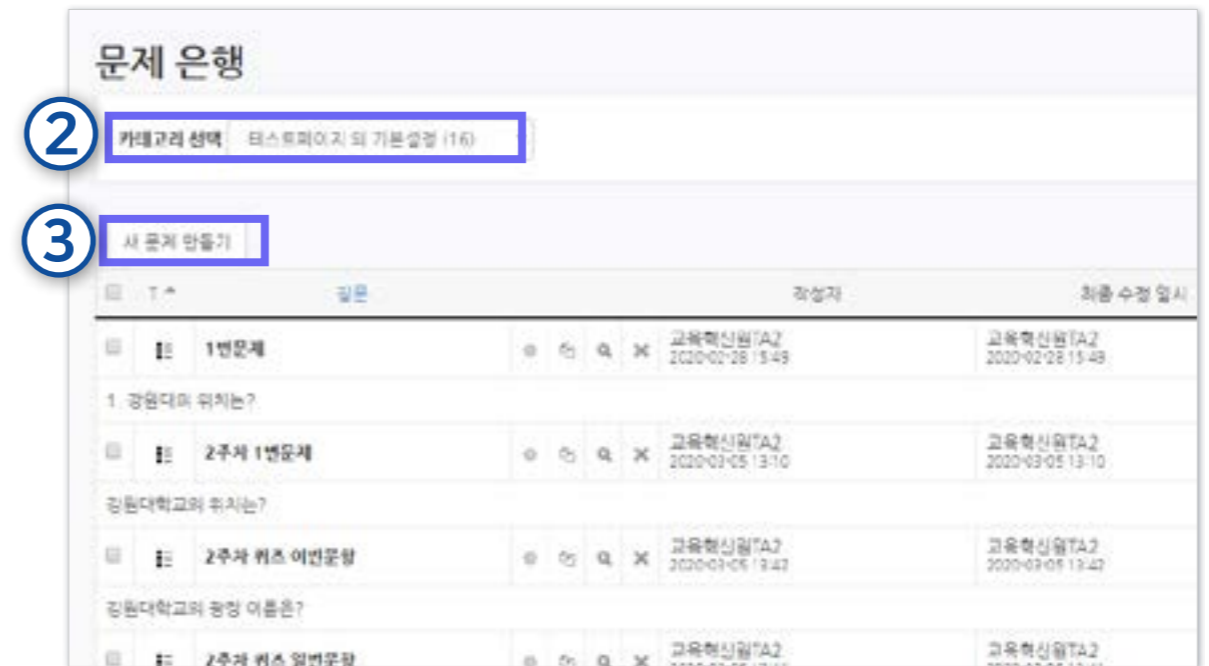 문제 은행
② 카테고리 선택 테스트페이지 의 기본설정 (16)
③ 새 문제 만들기
T 질문 작성자 최종 수정 일시
1번문제 교육혁신원TA2 교육혁신원TA2
2020-02-28 15:49 2020-02-28 15:49
1. 강원대의 위치는?
2주차 1번문제 교육혁신원TA2 교육혁신원TA2
2020-03-05 13:10 2020-03-05 13:10
강원대학교의 위치는?
2주차 퀴즈 이번문항 교육혁신원TA2 교육혁신원TA2
2020-03-05 13:42 2020-03-05 13:42
강원대학교의 광장 이름은?
2주차 퀴즈 일번문항 교육혁신원TA2 교육혁신원TA2